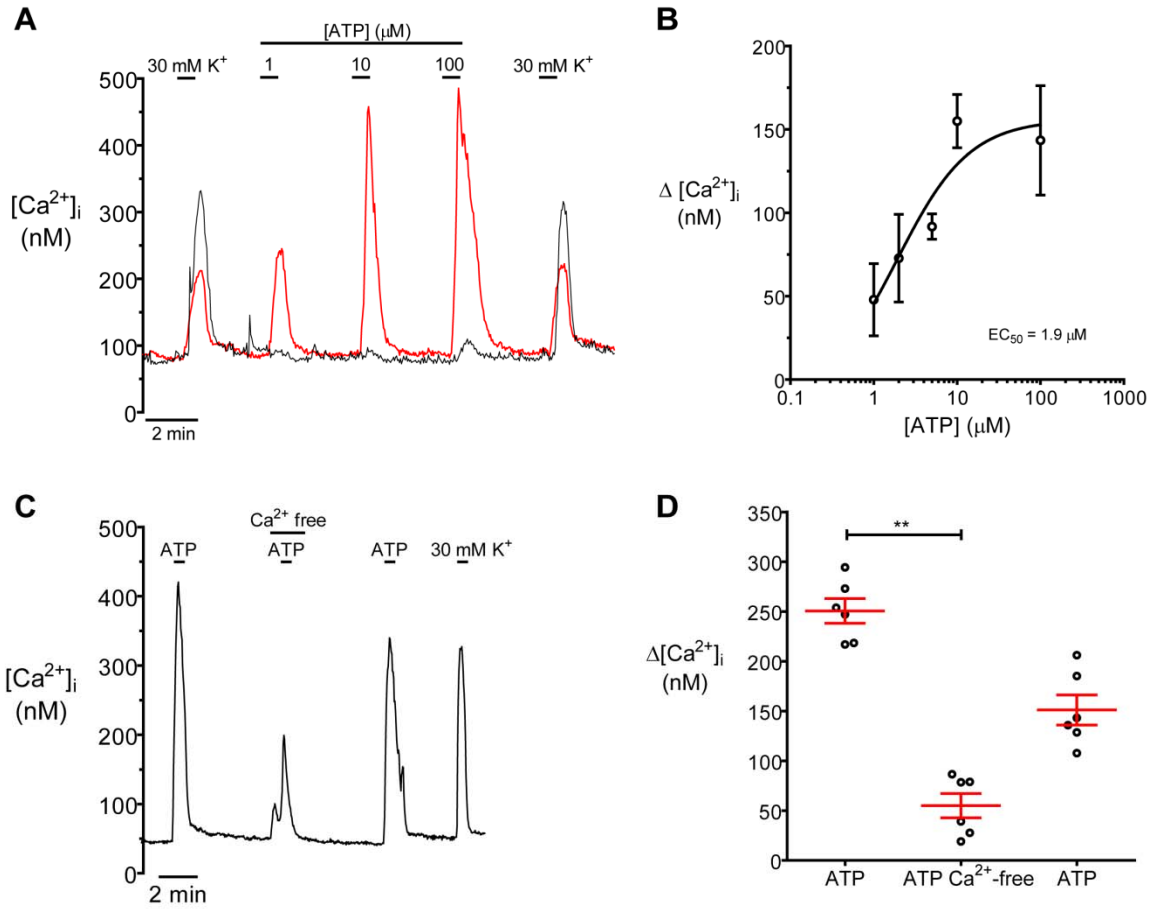 A
[ATP] (μM)
30 mM K⁺ 1 10 100 30 mM K⁺
500
400
300
200
100
0
[Ca²⁺]ᵢ
(nM)
2 min
B
200
150
100
50
0
Δ [Ca²⁺]ᵢ
(nM)
EC₅₀ = 1.9 μM
0.1 1 10 100 1000
[ATP] (μM)
C
Ca²⁺ free
ATP ATP ATP 30 mM K⁺
500
400
300
200
100
0
[Ca²⁺]ᵢ
(nM)
2 min
D
350
300
250
200
150
100
50
0
Δ[Ca²⁺]ᵢ
(nM)
**
ATP ATP Ca²⁺-free ATP